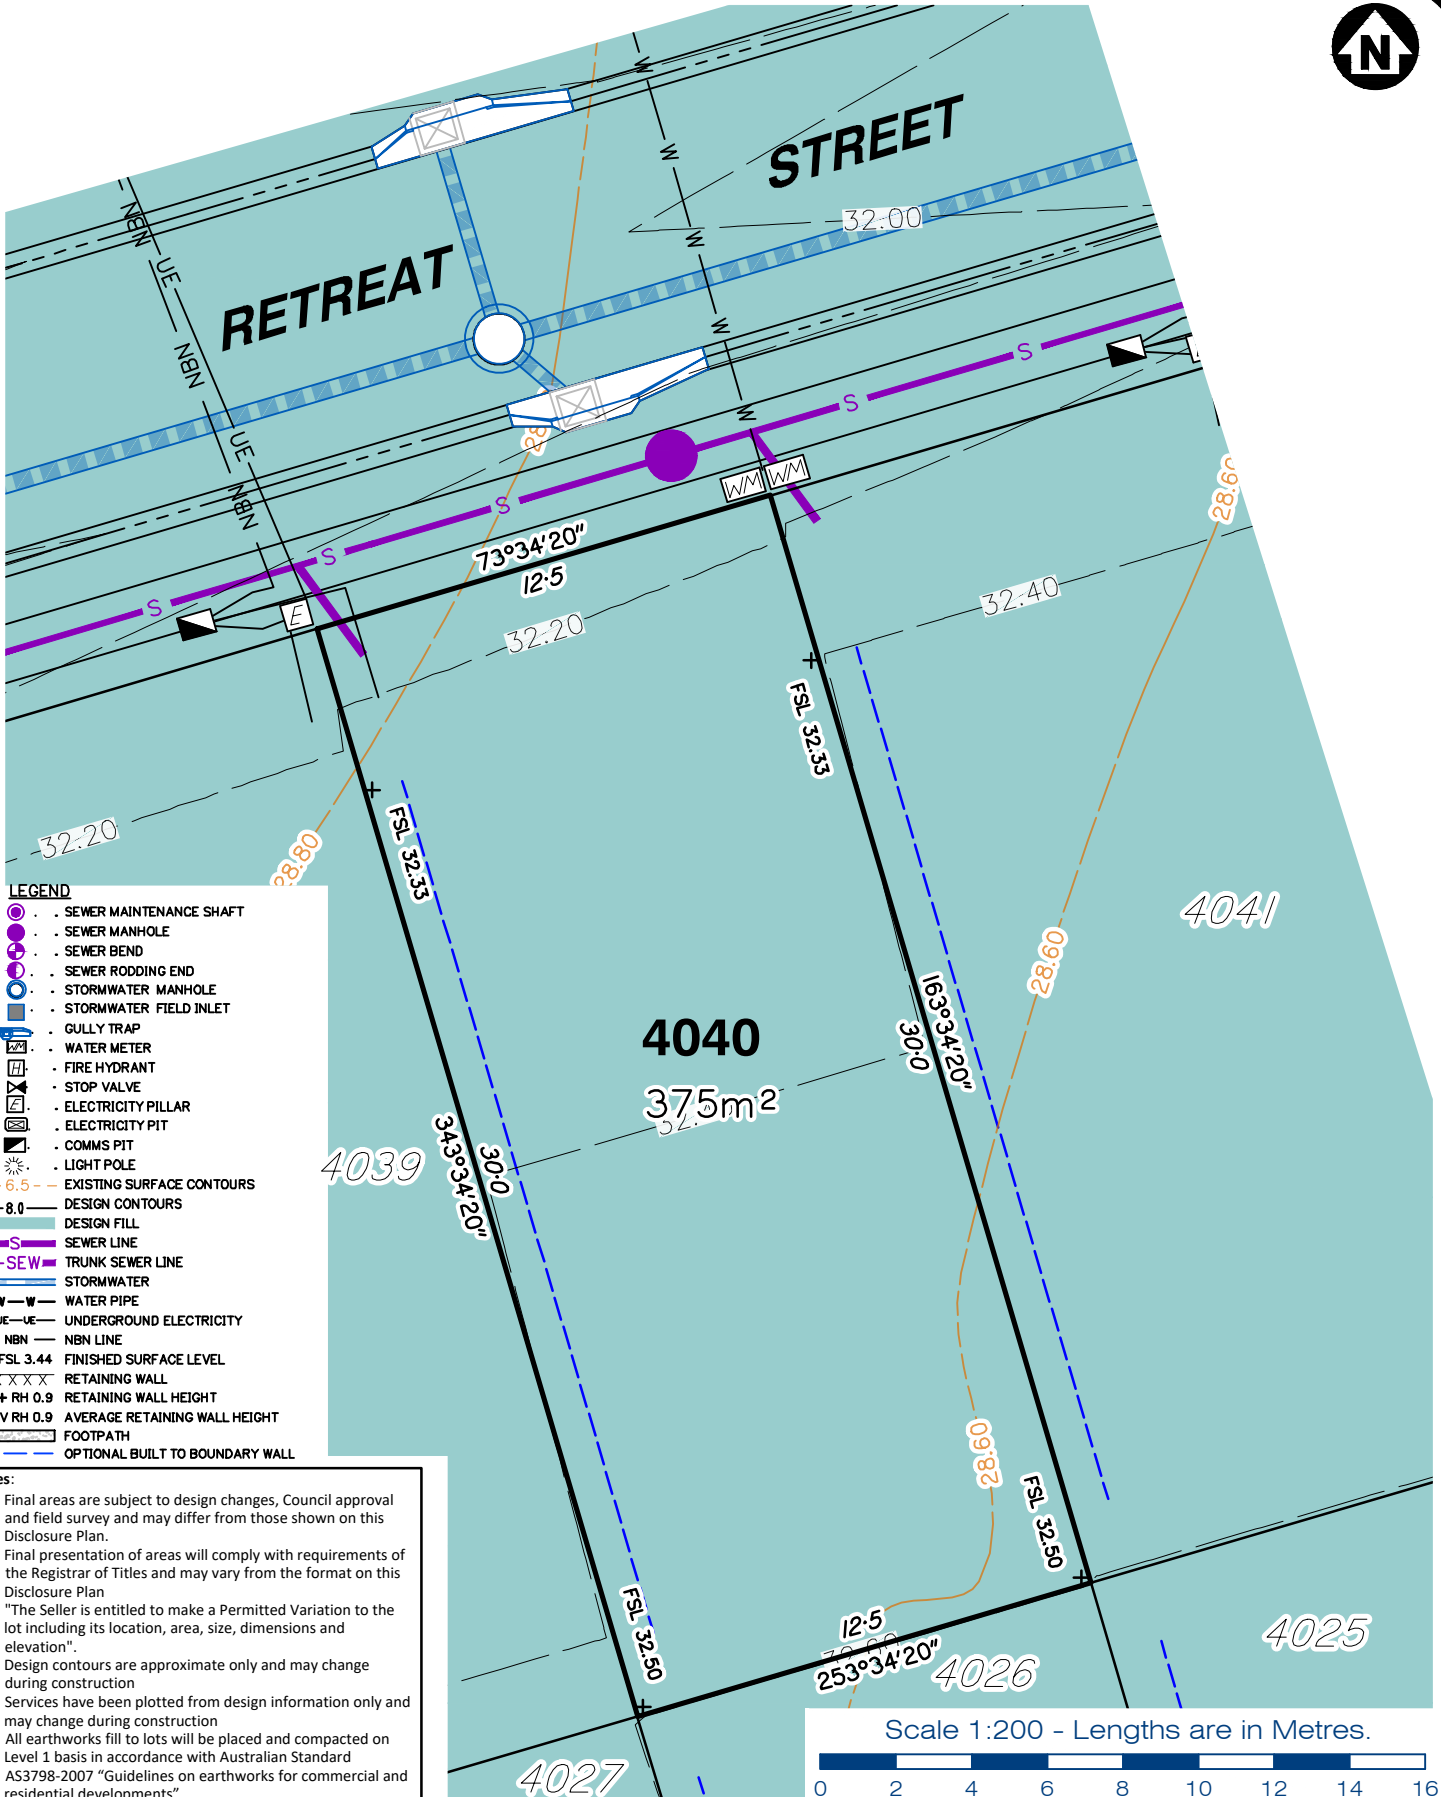 N
STREET
RETREAT
32.00
W
W
W
W
W
NBN
UE
NBN
UE
NBN
S
S
S
S
S
28
WM
WM
E
73°34'20"
12·5
32.20
32.40
28.60
32.20
28.80
FSL 32.33
FSL 32.33
4041
28.60
4040
375m²
163°34'20"
30·0
4039
343°34'20"
30·0
28.60
FSL 32.50
FSL 32.50
12·5
253°34'20"
4026
4025
4027
LEGEND
SEWER MAINTENANCE SHAFT
SEWER MANHOLE
SEWER BEND
SEWER RODDING END
STORMWATER MANHOLE
STORMWATER FIELD INLET
GULLY TRAP
WM WATER METER
H FIRE HYDRANT
STOP VALVE
E ELECTRICITY PILLAR
ELECTRICITY PIT
COMMS PIT
LIGHT POLE
6.5 EXISTING SURFACE CONTOURS
8.0 DESIGN CONTOURS
DESIGN FILL
S SEWER LINE
SEW TRUNK SEWER LINE
STORMWATER
W W WATER PIPE
UE UE UNDERGROUND ELECTRICITY
NBN NBN LINE
FSL 3.44 FINISHED SURFACE LEVEL
X X X X RETAINING WALL
+ RH 0.9 RETAINING WALL HEIGHT
V RH 0.9 AVERAGE RETAINING WALL HEIGHT
FOOTPATH
OPTIONAL BUILT TO BOUNDARY WALL
es:
Final areas are subject to design changes, Council approval
and field survey and may differ from those shown on this
Disclosure Plan.
Final presentation of areas will comply with requirements of
the Registrar of Titles and may vary from the format on this
Disclosure Plan
"The Seller is entitled to make a Permitted Variation to the
lot including its location, area, size, dimensions and
elevation".
Design contours are approximate only and may change
during construction
Services have been plotted from design information only and
may change during construction
All earthworks fill to lots will be placed and compacted on
Level 1 basis in accordance with Australian Standard
AS3798-2007 “Guidelines on earthworks for commercial and
residential developments”
Scale 1:200 - Lengths are in Metres.
0 2 4 6 8 10 12 14 16